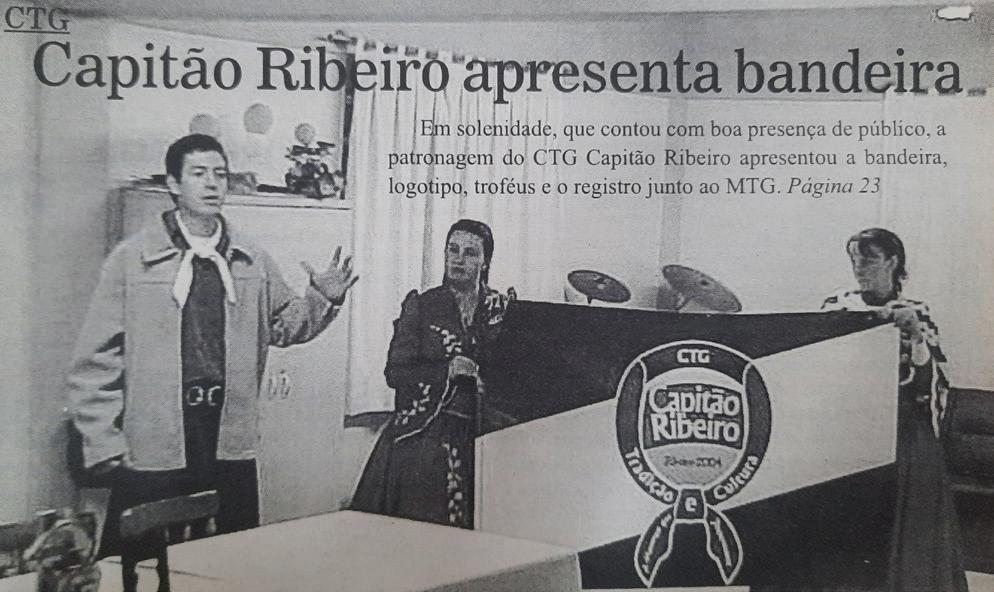 CTG
Capitão Ribeiro apresenta bandeira
Em solenidade, que contou com boa presença de público, a
patronagem do CTG Capitão Ribeiro apresentou a bandeira,
logotipo, troféus e o registro junto ao MTG. Página 23
CTG
Capitão
Ribeiro
2004
Tradição e Cultura